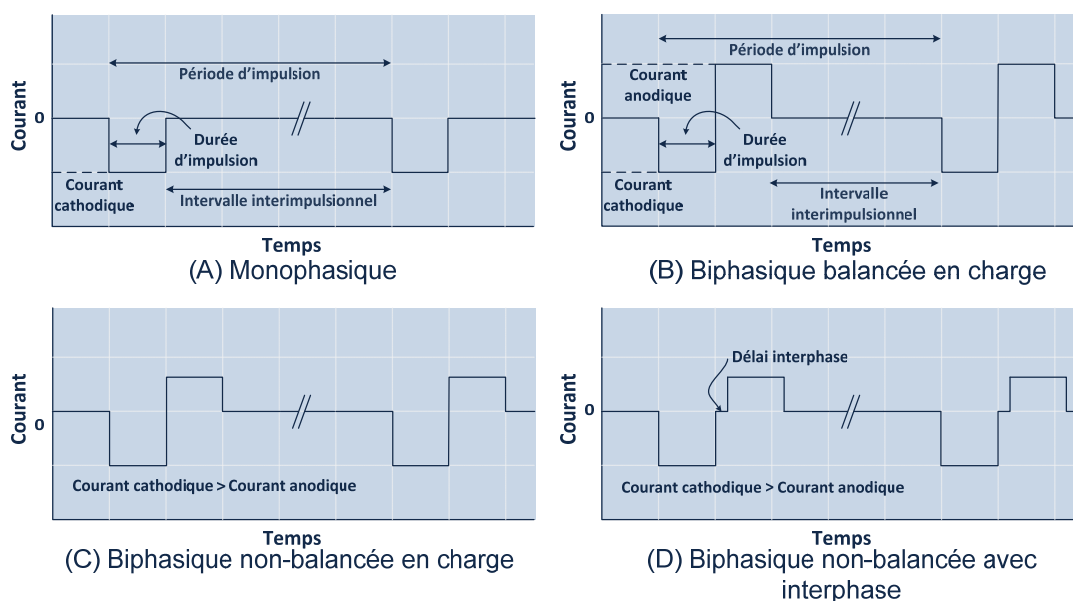 Période d'impulsion
Courant
0
Durée
d'impulsion
Courant
cathodique
Intervalle interimpulsionnel
Temps
(A) Monophasique
Période d'impulsion
Courant
anodique
Courant
0
Durée
d'impulsion
Courant
cathodique
Intervalle
interimpulsionnel
Temps
(B) Biphasique balancée en charge
Courant
0
Courant cathodique > Courant anodique
Temps
(C) Biphasique non-balancée en charge
Délai interphase
Courant
0
Courant cathodique > Courant anodique
Temps
(D) Biphasique non-balancée avec
interphase